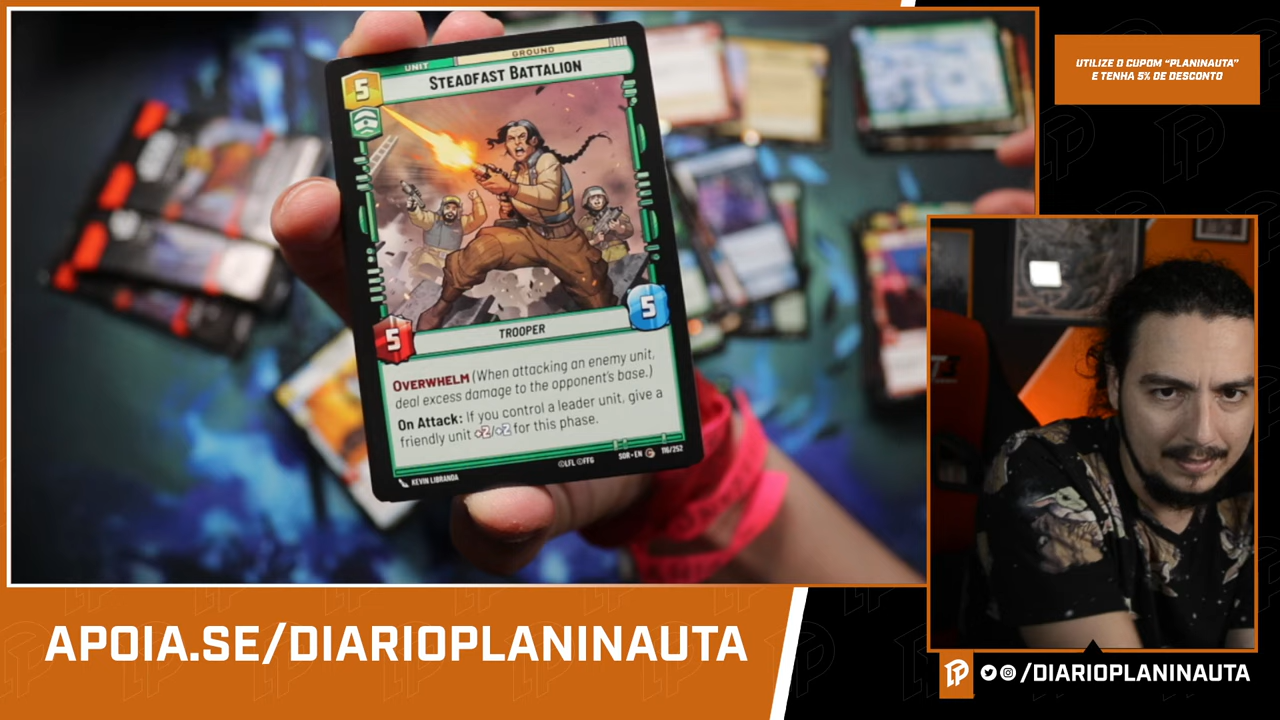 UTILIZE O CUPOM “PLANINAUTA”
E TENHA 5% DE DESCONTO
UNIT
GROUND
5
STEADFAST BATTALION
5
TROOPER
5
OVERWHELM (When attacking an enemy unit,
deal excess damage to the opponent's base.)
On Attack: If you control a leader unit, give a
friendly unit +2/+2 for this phase.
KEVIN LIBRANDA
©LFL ©FFG
SOR • EN
116/252
APOIA.SE/DIARIOPLANINAUTA
/DIARIOPLANINAUTA